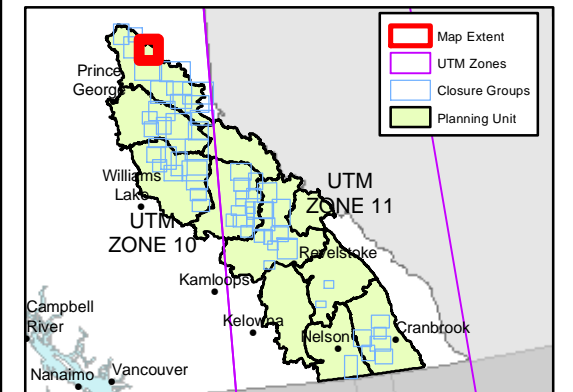 Map Extent
UTM Zones
Closure Groups
Planning Unit
Prince
George
Williams
Lake
UTM
ZONE 10
UTM
ZONE 11
Revelstoke
Kamloops
Kelowna
Campbell
River
Nelson
Cranbrook
Nanaimo
Vancouver